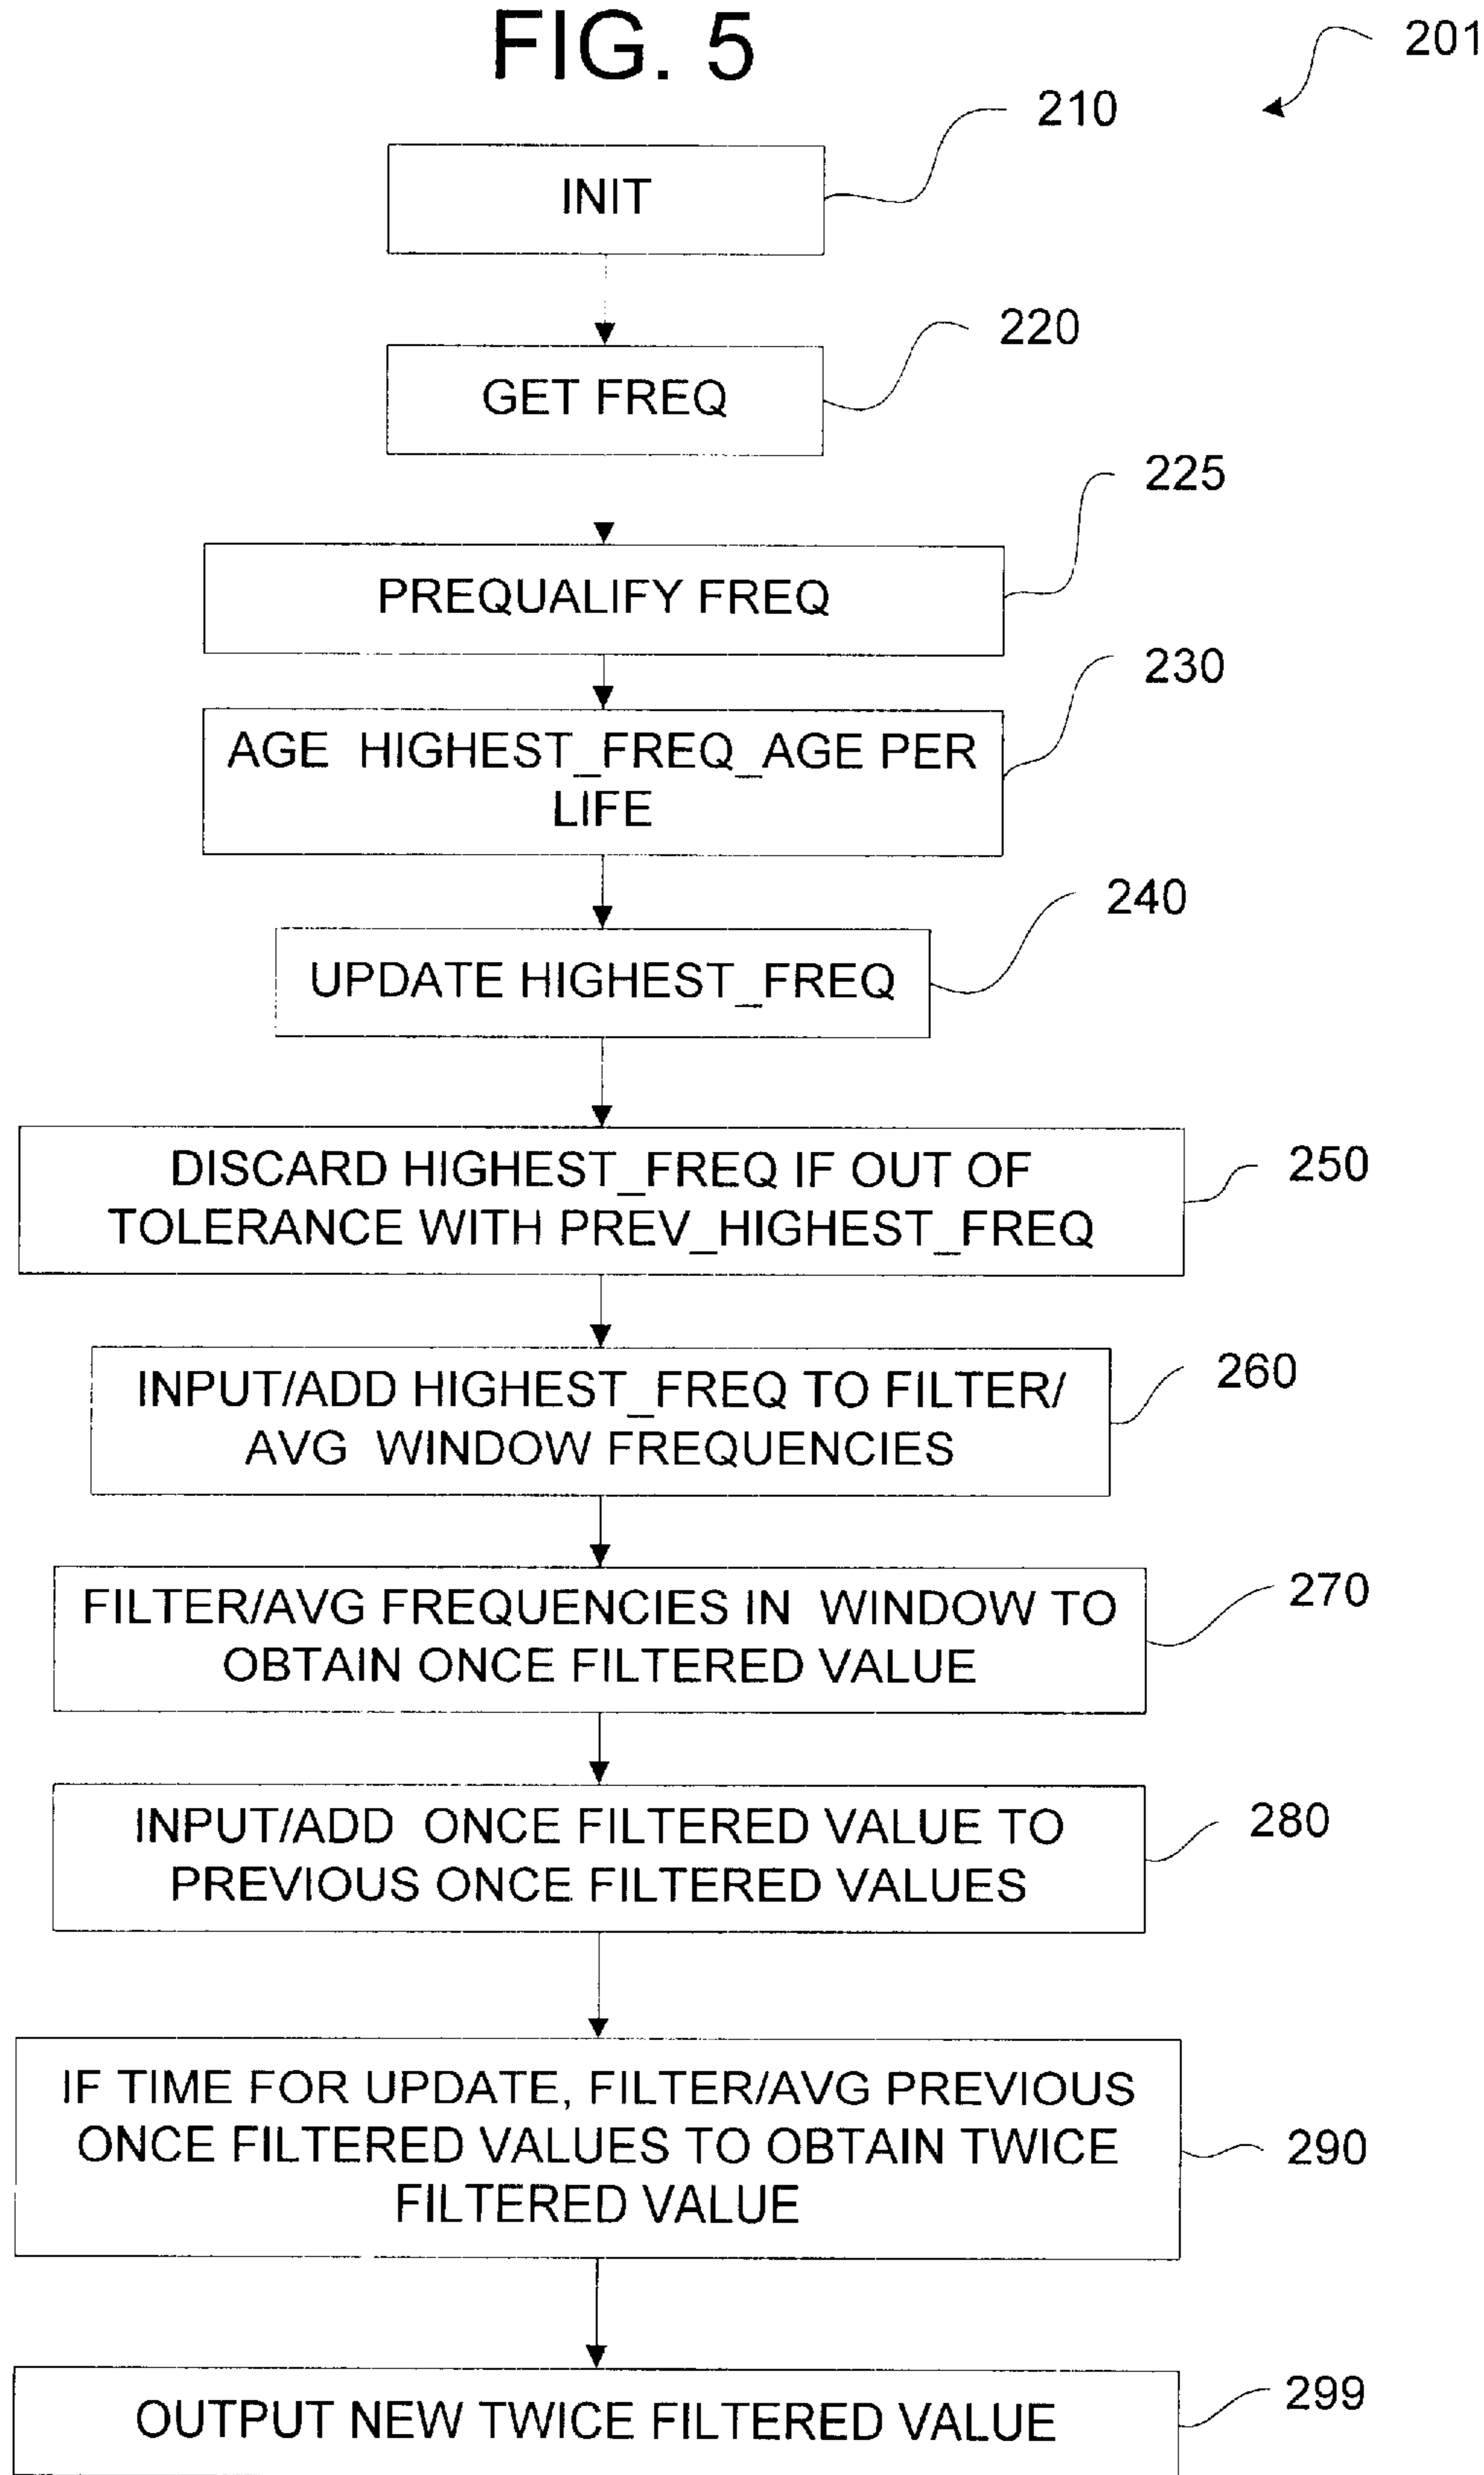 FIG. 5
201
210
INIT
220
GET FREQ
225
PREQUALIFY FREQ
230
AGE HIGHEST_FREQ_AGE PER
LIFE
240
UPDATE HIGHEST_FREQ
250
DISCARD HIGHEST_FREQ IF OUT OF
TOLERANCE WITH PREV_HIGHEST_FREQ
260
INPUT/ADD HIGHEST_FREQ TO FILTER/
AVG WINDOW FREQUENCIES
270
FILTER/AVG FREQUENCIES IN WINDOW TO
OBTAIN ONCE FILTERED VALUE
280
INPUT/ADD ONCE FILTERED VALUE TO
PREVIOUS ONCE FILTERED VALUES
290
IF TIME FOR UPDATE, FILTER/AVG PREVIOUS
ONCE FILTERED VALUES TO OBTAIN TWICE
FILTERED VALUE
299
OUTPUT NEW TWICE FILTERED VALUE